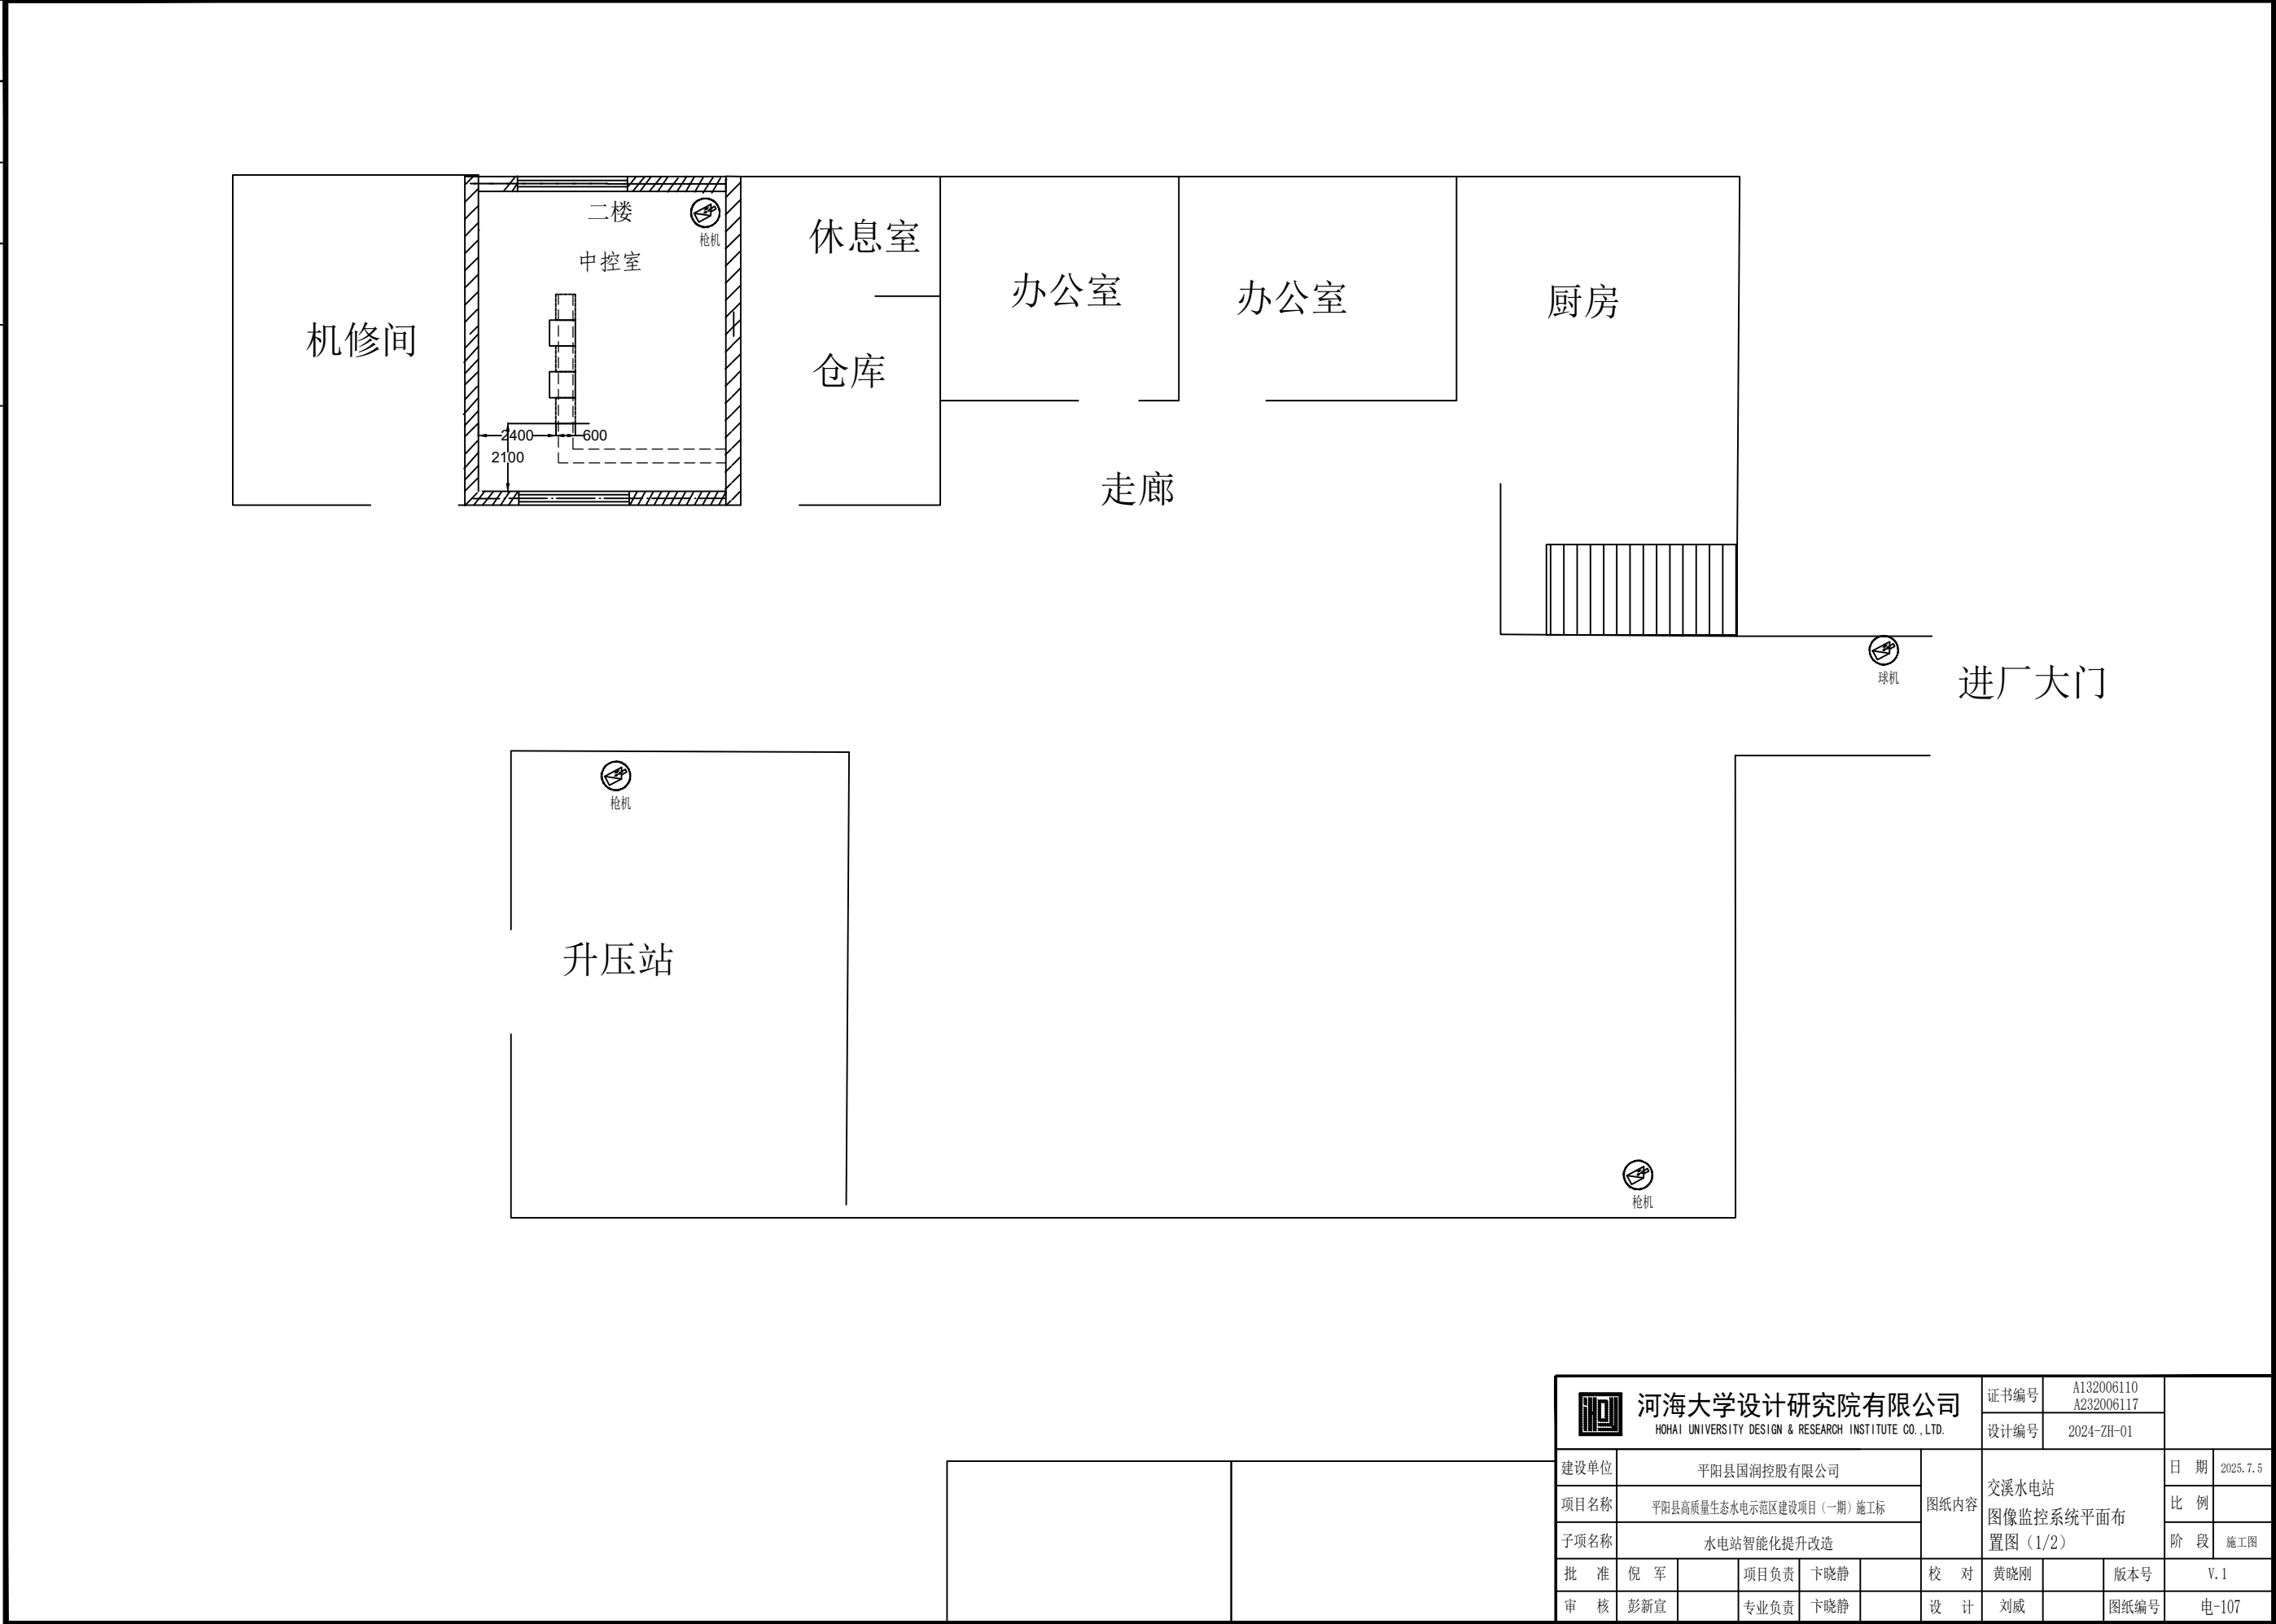 二楼
枪机
中控室
休息室
办公室
办公室
厨房
机修间
仓库
2400
600
2100
走廊
球机
进厂大门
枪机
升压站
枪机
河海大学设计研究院有限公司
HOHAI UNIVERSITY DESIGN & RESEARCH INSTITUTE CO.,LTD.
证书编号
A132006110
A232006117
设计编号
2024-ZH-01
建设单位
平阳县国润控股有限公司
项目名称
平阳县高质量生态水电示范区建设项目（一期）施工标
子项名称
水电站智能化提升改造
图纸内容
交溪水电站
图像监控系统平面布
置图（1/2）
日 期
2025.7.5
比 例
阶 段
施工图
批 准 倪 军 项目负责 卞晓静 校 对 黄晓刚 版本号 V.1
审 核 彭新宣 专业负责 卞晓静 设 计 刘威 图纸编号 电-107